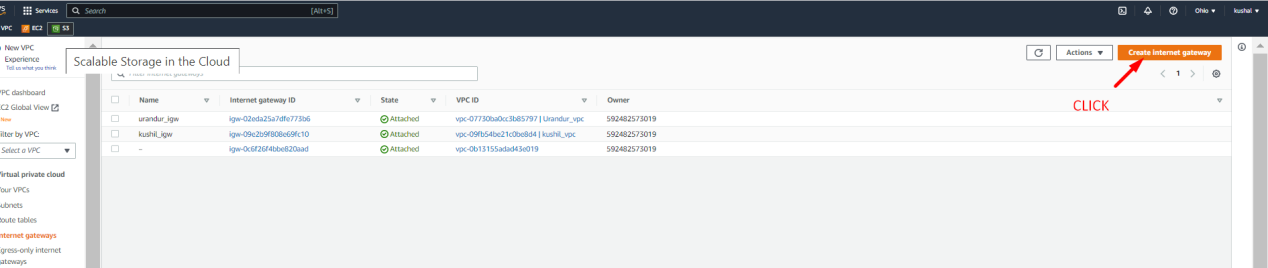 Services
Search
[Alt+S]
Ohio
kushal
VPC
EC2
S3
New VPC
Experience
Tell us what you think
Scalable Storage in the Cloud
Actions
Create internet gateway
1
CLICK
VPC dashboard
EC2 Global View
New
Filter by VPC:
Select a VPC
Virtual private cloud
Your VPCs
Subnets
Route tables
Internet gateways
Egress-only internet
gateways
Name Internet gateway ID State VPC ID Owner
urandur_igw igw-02eda25a7dfe773b6 Attached vpc-07730ba0cc3b85797 | Urandur_vpc 592482573019
kushil_igw igw-09e2b9f808e69fc10 Attached vpc-09fb54be21c0be8d4 | kushil_vpc 592482573019
– igw-0c6f26f4bbe820aad Attached vpc-0b13155adad43e019 592482573019